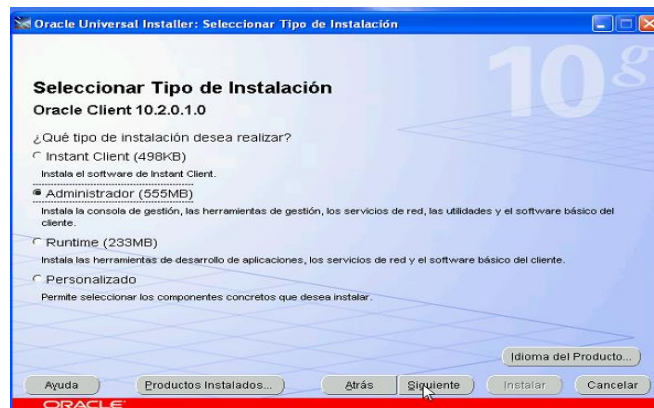 Oracle Universal Installer: Seleccionar Tipo de Instalación
10g
Seleccionar Tipo de Instalación
Oracle Client 10.2.0.1.0
¿Qué tipo de instalación desea realizar?
Instant Client (498KB)
Instala el software de Instant Client.
Administrador (555MB)
Instala la consola de gestión, las herramientas de gestión, los servicios de red, las utilidades y el software básico del
cliente.
Runtime (233MB)
Instala las herramientas de desarrollo de aplicaciones, los servicios de red y el software básico del cliente.
Personalizado
Permite seleccionar los componentes concretos que desea instalar.
Idioma del Producto...
Ayuda Productos Instalados... Atrás Siguiente Instalar Cancelar
ORACLE